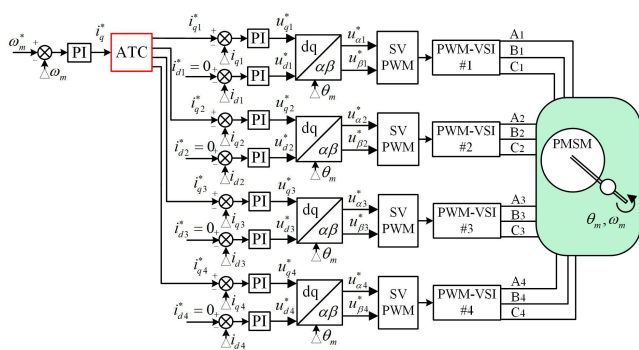 ω*m
i*q
PI
ATC
ωm
i*q1
iq1
PI
u*q1
i*d1 = 0
id1
PI
u*d1
dq
αβ
θm
u*α1
u*β1
SV
PWM
PWM-VSI
#1
A1
B1
C1
i*q2
iq2
PI
u*q2
i*d2 = 0
id2
PI
u*d2
dq
αβ
θm
u*α2
u*β2
SV
PWM
PWM-VSI
#2
A2
B2
C2
PMSM
θm, ωm
i*q3
iq3
PI
u*q3
i*d3 = 0
id3
PI
u*d3
dq
αβ
θm
u*α3
u*β3
SV
PWM
PWM-VSI
#3
A3
B3
C3
i*q4
iq4
PI
u*q4
i*d4 = 0
id4
PI
u*d4
dq
αβ
θm
u*α4
u*β4
SV
PWM
PWM-VSI
#4
A4
B4
C4